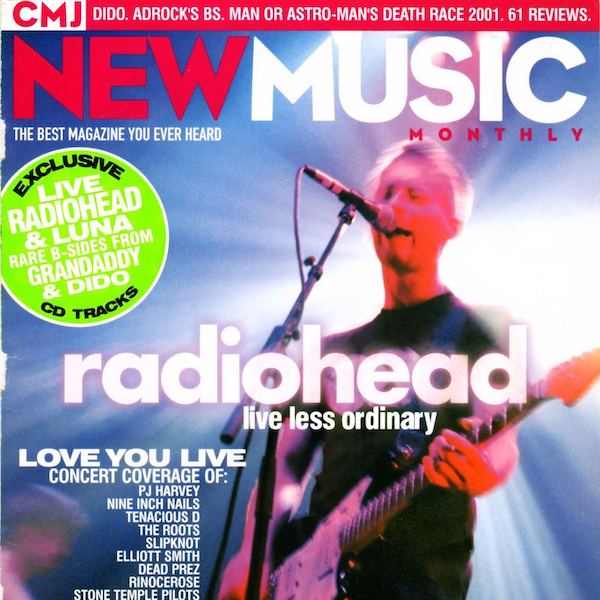 CMJ
DIDO. ADROCK'S BS. MAN OR ASTRO-MAN'S DEATH RACE 2001. 61 REVIEWS.
NEWMUSIC
MONTHLY
THE BEST MAGAZINE YOU EVER HEARD
EXCLUSIVE
LIVE
RADIOHEAD
& LUNA
RARE B-SIDES FROM
GRANDADDY
& DIDO
CD TRACKS
radiohead
live less ordinary
LOVE YOU LIVE
CONCERT COVERAGE OF:
PJ HARVEY
NINE INCH NAILS
TENACIOUS D
THE ROOTS
SLIPKNOT
ELLIOTT SMITH
DEAD PREZ
RINOCEROSE
STONE TEMPLE PILOTS